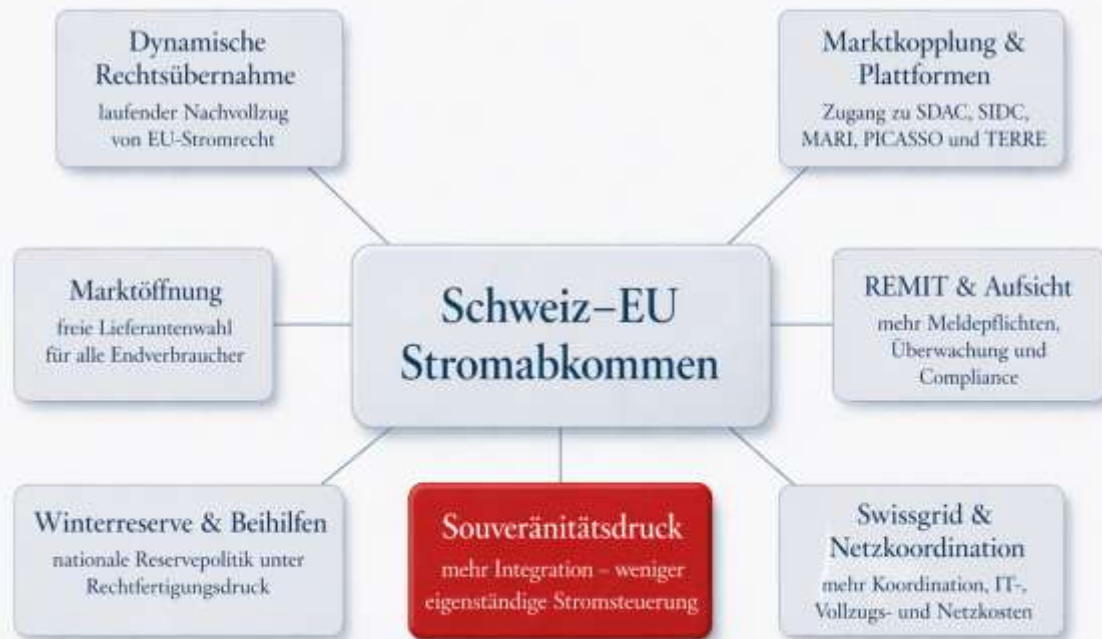 Dynamische
Rechtsübernahme
laufender Nachvollzug
von EU-Stromrecht
Marktkopplung &
Plattformen
Zugang zu SDAC, SIDC,
MARI, PICASSO und TERRE
Marktöffnung
freie Lieferantenwahl
für alle Endverbraucher
Schweiz–EU
Stromabkommen
REMIT & Aufsicht
mehr Meldepflichten,
Überwachung und
Compliance
Winterreserve & Beihilfen
nationale Reservepolitik unter
Rechtfertigungsdruck
Souveränitätsdruck
mehr Integration – weniger
eigenständige Stromsteuerung
Swissgrid &
Netzkoordination
mehr Koordination, IT-,
Vollzugs- und Netzkosten